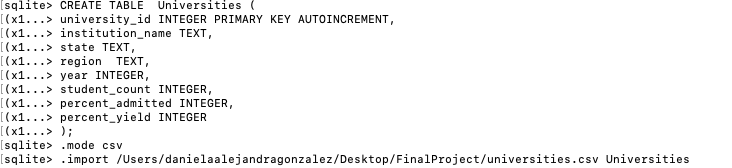 [sqlite> CREATE TABLE  Universities (
[(x1...> university_id INTEGER PRIMARY KEY AUTOINCREMENT,
[(x1...> institution_name TEXT,
[(x1...> state TEXT,
[(x1...> region  TEXT,
[(x1...> year INTEGER,
[(x1...> student_count INTEGER,
[(x1...> percent_admitted INTEGER,
[(x1...> percent_yield INTEGER
[(x1...> );
[sqlite> .mode csv
[sqlite> .import /Users/danielaalejandragonzalez/Desktop/FinalProject/universities.csv Universities